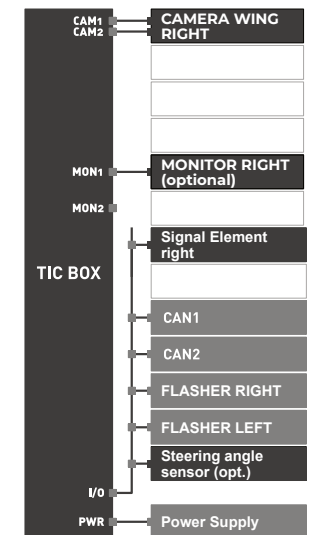 CAM1
CAM2
CAMERA WING
RIGHT
MON1
MONITOR RIGHT
(optional)
MON2
Signal Element
right
TIC BOX
CAN1
CAN2
FLASHER RIGHT
FLASHER LEFT
Steering angle
sensor (opt.)
I/O
PWR
Power Supply